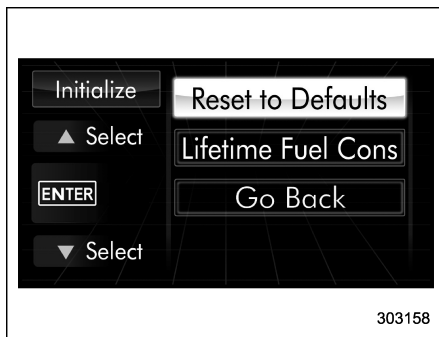 Initialize
Reset to Defaults
▲ Select
Lifetime Fuel Cons
ENTER
Go Back
▼ Select
303158